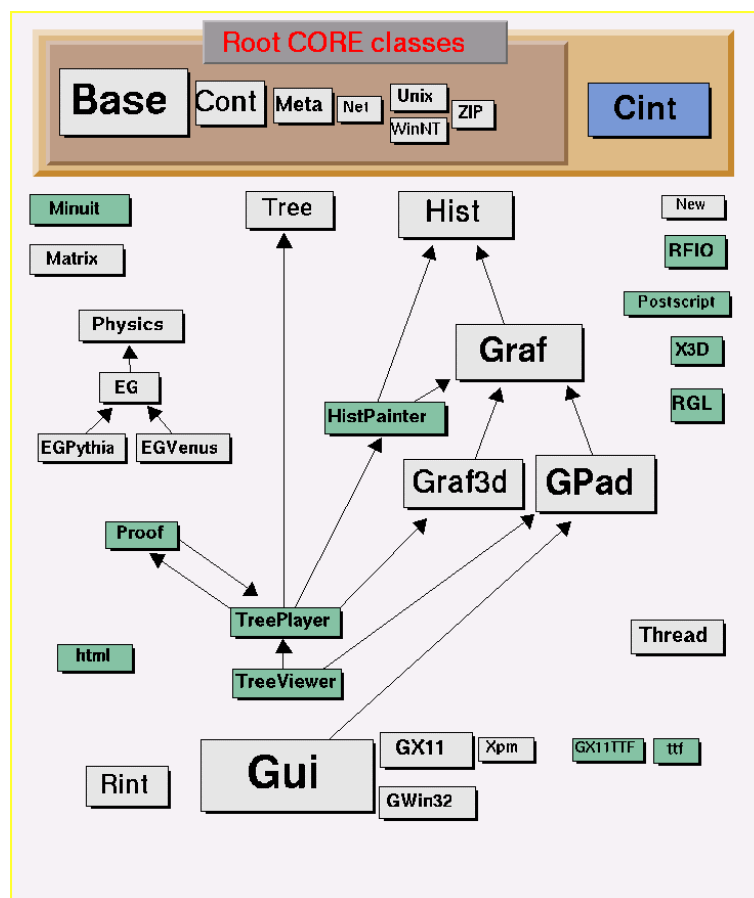 Root CORE classes
Base
Cont
Meta
Net
Unix
WinNT
ZIP
Cint
Minuit
Tree
Hist
New
Matrix
RFIO
Postscript
Physics
Graf
X3D
EG
HistPainter
RGL
EGPythia
EGVenus
Graf3d
GPad
Proof
TreePlayer
Thread
html
TreeViewer
Gui
GX11
Xpm
GX11TTF
ttf
Rint
GWin32